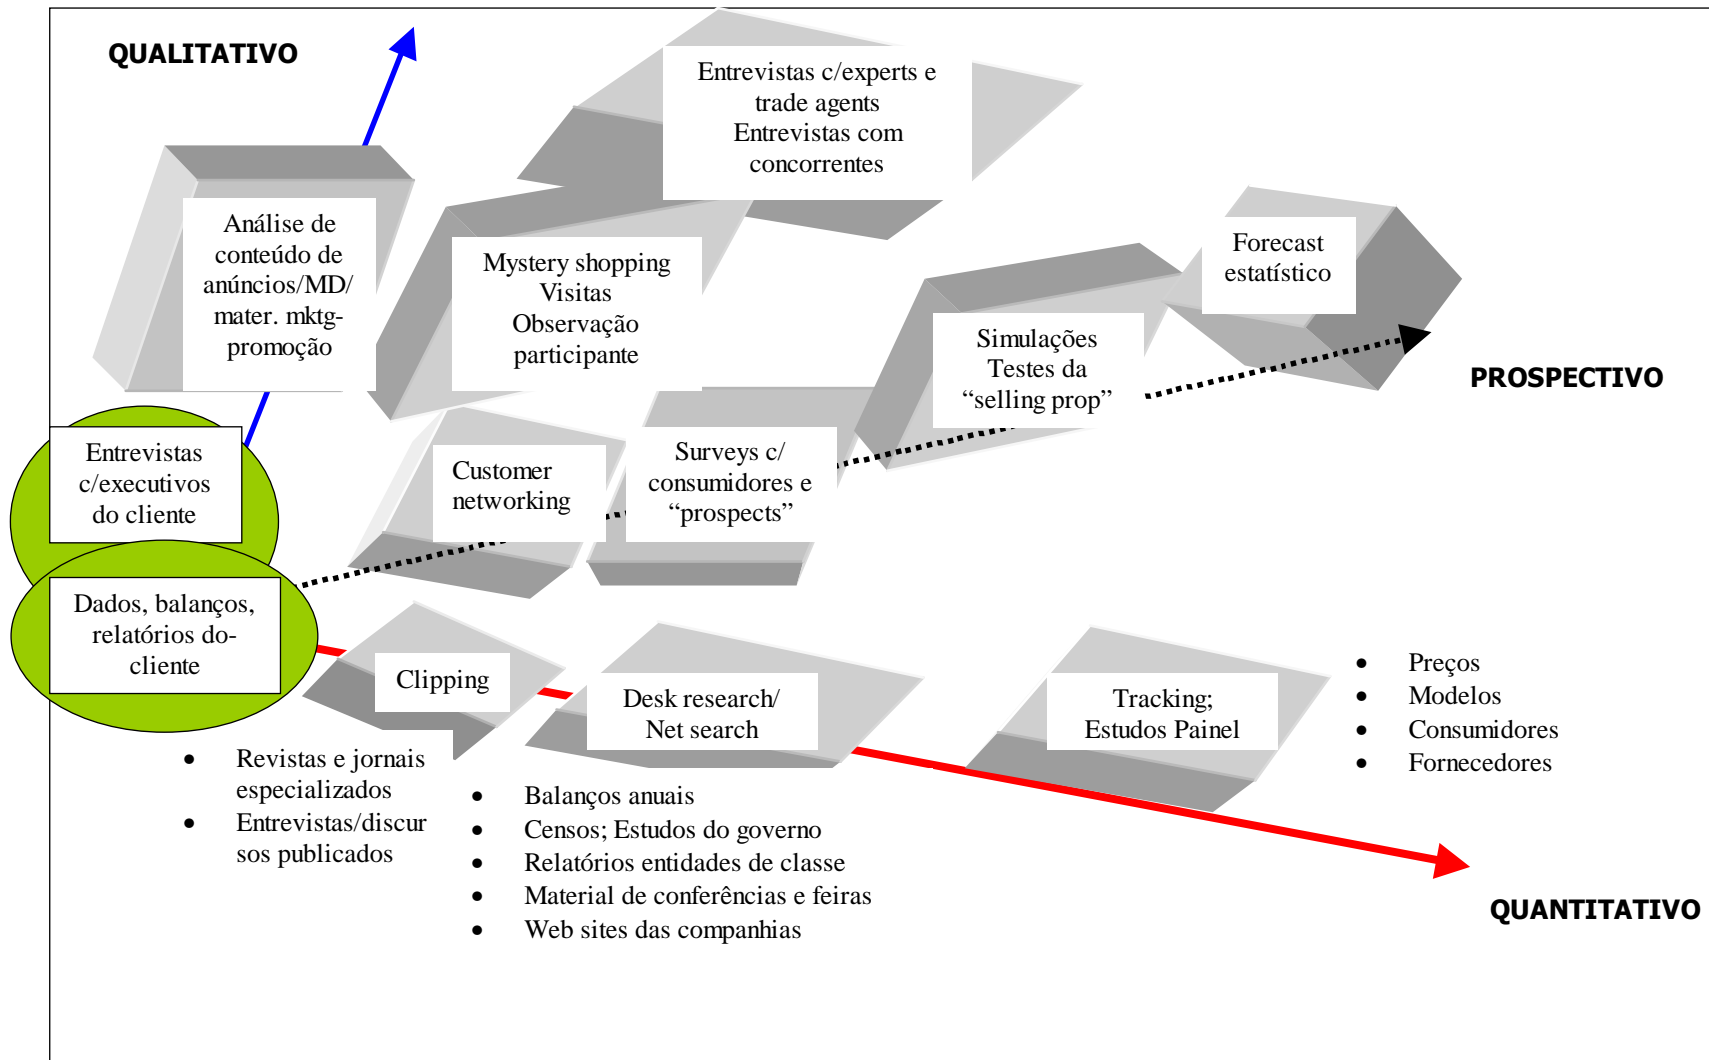 QUALITATIVO
Entrevistas c/experts e
trade agents
Entrevistas com
concorrentes
Análise de
conteúdo de
anúncios/MD/
mater. mktg-
promoção
Mystery shopping
Visitas
Observação
participante
Forecast
estatístico
Simulações
Testes da
“selling prop”
PROSPECTIVO
Entrevistas
c/executivos
do cliente
Customer
networking
Surveys c/
consumidores e
“prospects”
Dados, balanços,
relatórios do-
cliente
Clipping
Desk research/
Net search
Tracking;
Estudos Painel
• Preços
• Modelos
• Consumidores
• Fornecedores
• Revistas e jornais
especializados
• Entrevistas/discur
sos publicados
• Balanços anuais
• Censos; Estudos do governo
• Relatórios entidades de classe
• Material de conferências e feiras
• Web sites das companhias
QUANTITATIVO